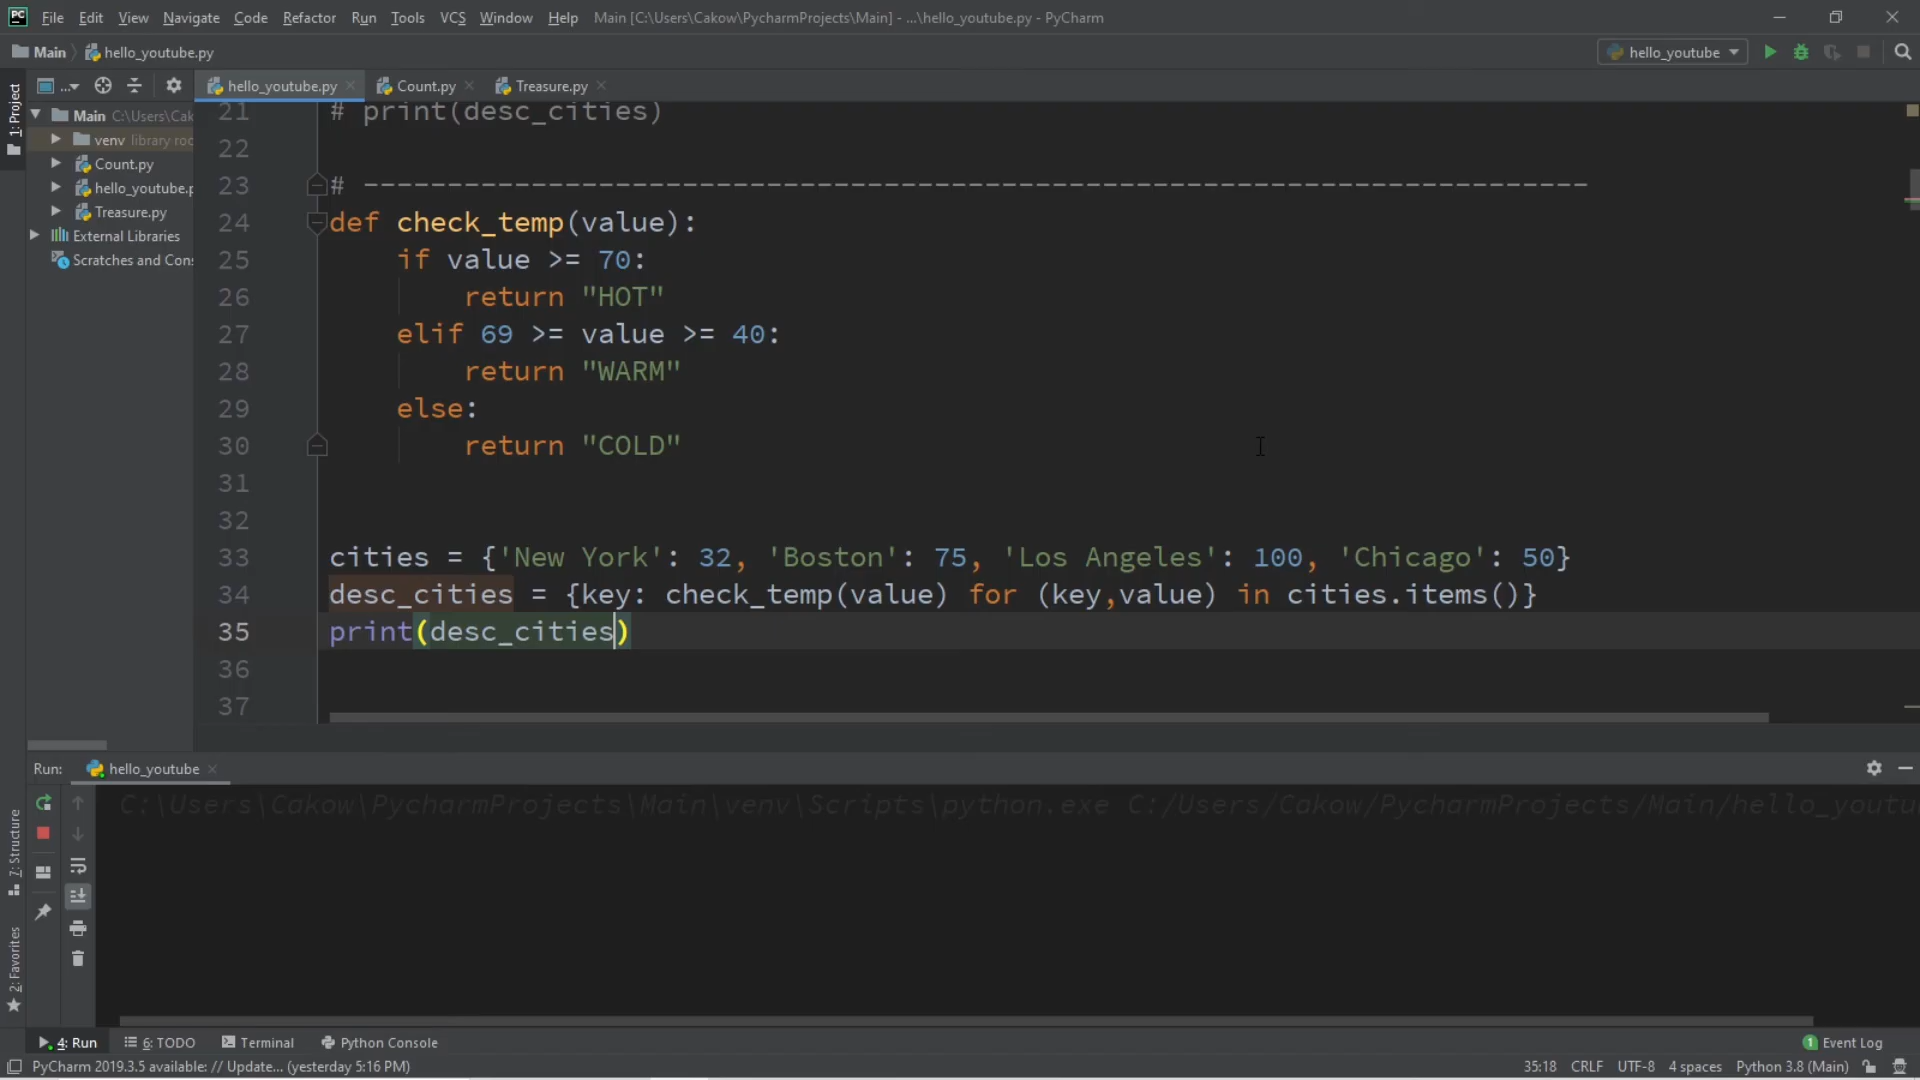 PC File Edit View Navigate Code Refactor Run Tools VCS Window Help Main [C:\Users\Cakow\PycharmProjects\Main] - ...\hello_youtube.py - PyCharm
Main hello_youtube.py hello_youtube
... hello_youtube.py Count.py Treasure.py
1: Project
Main C:\Users\Cak
venv library roo
Count.py
hello_youtube.p
Treasure.py
External Libraries
Scratches and Con
21 # print(desc_cities)
22
23 # -------------------------------------------------------------------------
24 def check_temp(value):
25 if value >= 70:
26 return "HOT"
27 elif 69 >= value >= 40:
28 return "WARM"
29 else:
30 return "COLD"
31
32
33 cities = {'New York': 32, 'Boston': 75, 'Los Angeles': 100, 'Chicago': 50}
34 desc_cities = {key: check_temp(value) for (key,value) in cities.items()}
35 print(desc_cities)
36
37
Run: hello_youtube
C:\Users\Cakow\PycharmProjects\Main\venv\Scripts\python.exe C:/Users/Cakow/PycharmProjects/Main/hello_youtu
7: Structure
2: Favorites
4: Run 6: TODO Terminal Python Console 1 Event Log
PyCharm 2019.3.5 available: // Update... (yesterday 5:16 PM) 35:18 CRLF UTF-8 4 spaces Python 3.8 (Main)